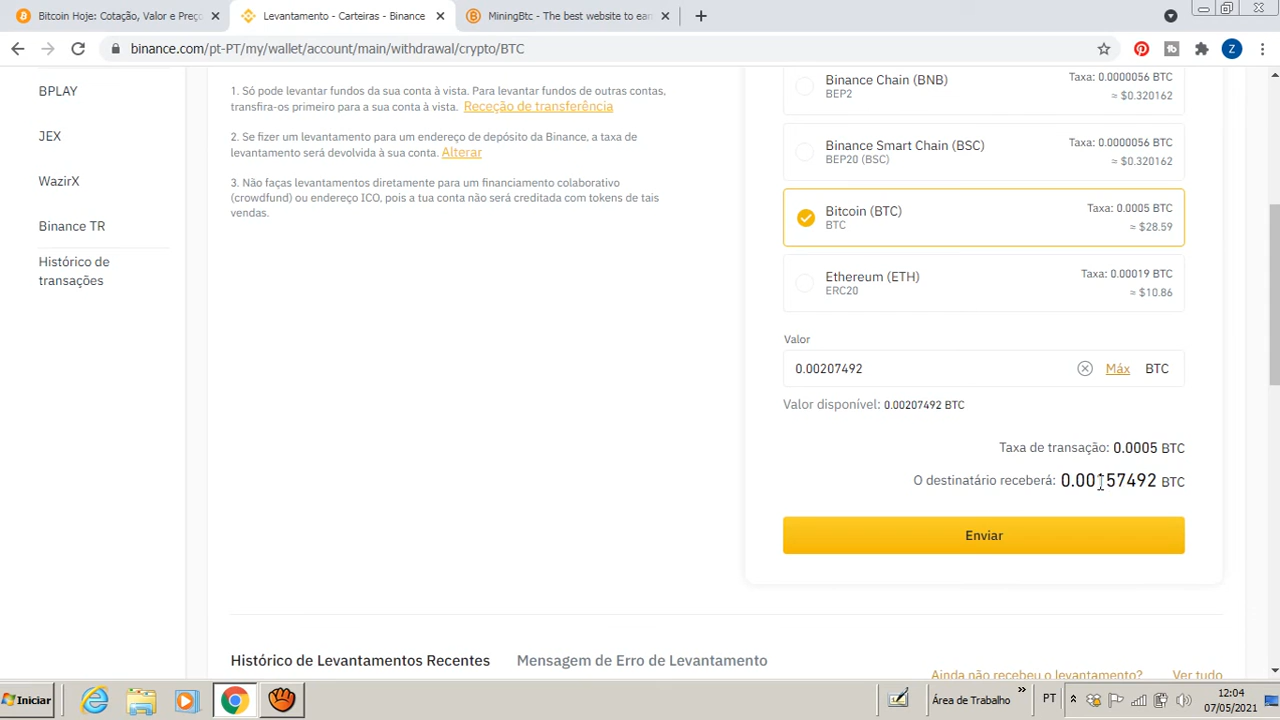 Bitcoin Hoje: Cotação, Valor e Preço
Levantamento - Carteiras - Binance
MiningBtc - The best website to ear
binance.com/pt-PT/my/wallet/account/main/withdrawal/crypto/BTC
Z
BPLAY
JEX
WazirX
Binance TR
Histórico de
transações
1. Só pode levantar fundos da sua conta à vista. Para levantar fundos de outras contas,
transfira-os primeiro para a sua conta à vista. Receção de transferência
2. Se fizer um levantamento para um endereço de depósito da Binance, a taxa de
levantamento será devolvida à sua conta. Alterar
3. Não faças levantamentos diretamente para um financiamento colaborativo
(crowdfund) ou endereço ICO, pois a tua conta não será creditada com tokens de tais
vendas.
Binance Chain (BNB)
BEP2
Taxa: 0.0000056 BTC
≈ $0.320162
Binance Smart Chain (BSC)
BEP20 (BSC)
Taxa: 0.0000056 BTC
≈ $0.320162
Bitcoin (BTC)
BTC
Taxa: 0.0005 BTC
≈ $28.59
Ethereum (ETH)
ERC20
Taxa: 0.00019 BTC
≈ $10.86
Valor
0.00207492
Máx
BTC
Valor disponível: 0.00207492 BTC
Taxa de transação: 0.0005 BTC
O destinatário receberá: 0.00157492 BTC
Enviar
Histórico de Levantamentos Recentes
Mensagem de Erro de Levantamento
Ainda não recebeu o levantamento?
Ver tudo
Iniciar
Área de Trabalho
PT
12:04
07/05/2021